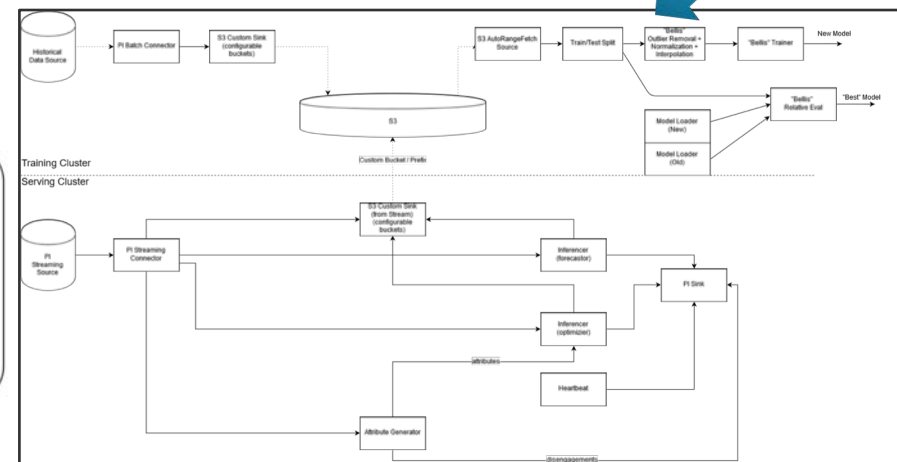 Historical
Data Source
PI Batch Connector
S3 Custom Sink
(configurable
buckets)
S3 AutoRangeFetch
Source
Train/Test Split
"Bellis"
Outlier Removal +
Normalization +
Interpolation
"Bellis" Trainer
New Model
"Bellis"
Relative Eval
"Best" Model
S3
Model Loader
(New)
Model Loader
(Old)
Custom Bucket / Prefix
Training Cluster
Serving Cluster
S3 Custom Sink
(from Stream)
(configurable
buckets)
PI
Streaming
Source
PI Streaming
Connector
Inferencer
(forecastor)
PI Sink
Inferencer
(optimizier)
attributes
Heartbeat
Attribute Generator
disengagements